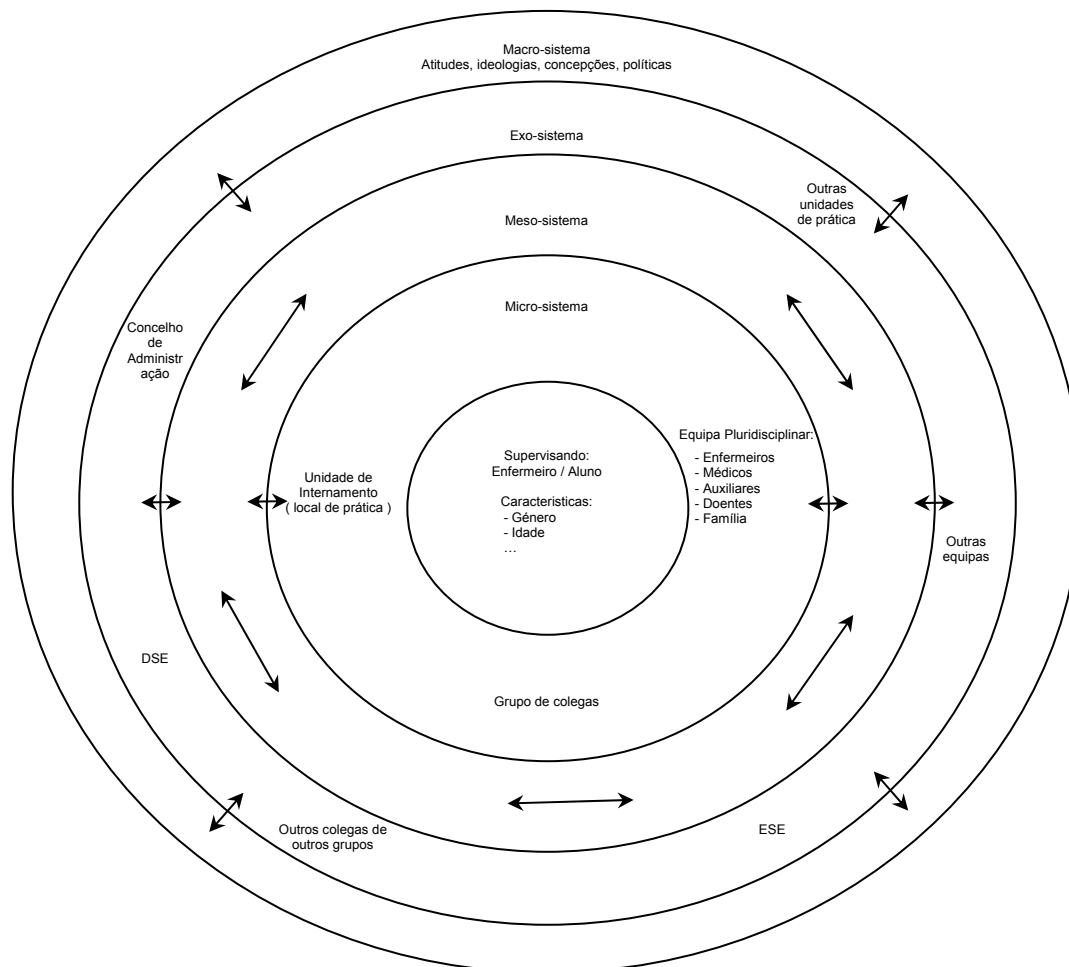 Macro-sistema
Atitudes, ideologias, concepções, políticas
Exo-sistema
Outras
unidades
de prática
Meso-sistema
Micro-sistema
Concelho
de
Administr
ação
Supervisando:
Enfermeiro / Aluno
Caracteristicas:
- Género
- Idade
...
Equipa Pluridisciplinar:
- Enfermeiros
- Médicos
- Auxiliares
- Doentes
- Família
Unidade de
Internamento
( local de prática )
Outras
equipas
DSE
Grupo de colegas
Outros colegas de
outros grupos
ESE